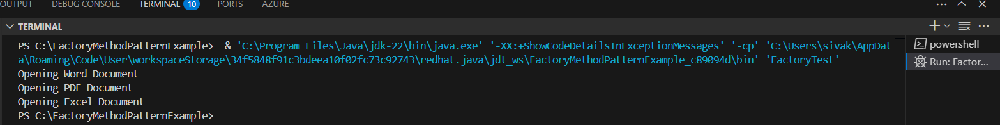 OUTPUT DEBUG CONSOLE TERMINAL 10 PORTS AZURE
TERMINAL
PS C:\FactoryMethodPatternExample>  & 'C:\Program Files\Java\jdk-22\bin\java.exe' '-XX:+ShowCodeDetailsInExceptionMessages' '-cp' 'C:\Users\sivak\AppDat
a\Roaming\Code\User\workspaceStorage\34f5848f91c3bdeea10f02fc73c92743\redhat.java\jdt_ws\FactoryMethodPatternExample_c89094d\bin' 'FactoryTest'
Opening Word Document
Opening PDF Document
Opening Excel Document
PS C:\FactoryMethodPatternExample>
powershell
Run: Factor...